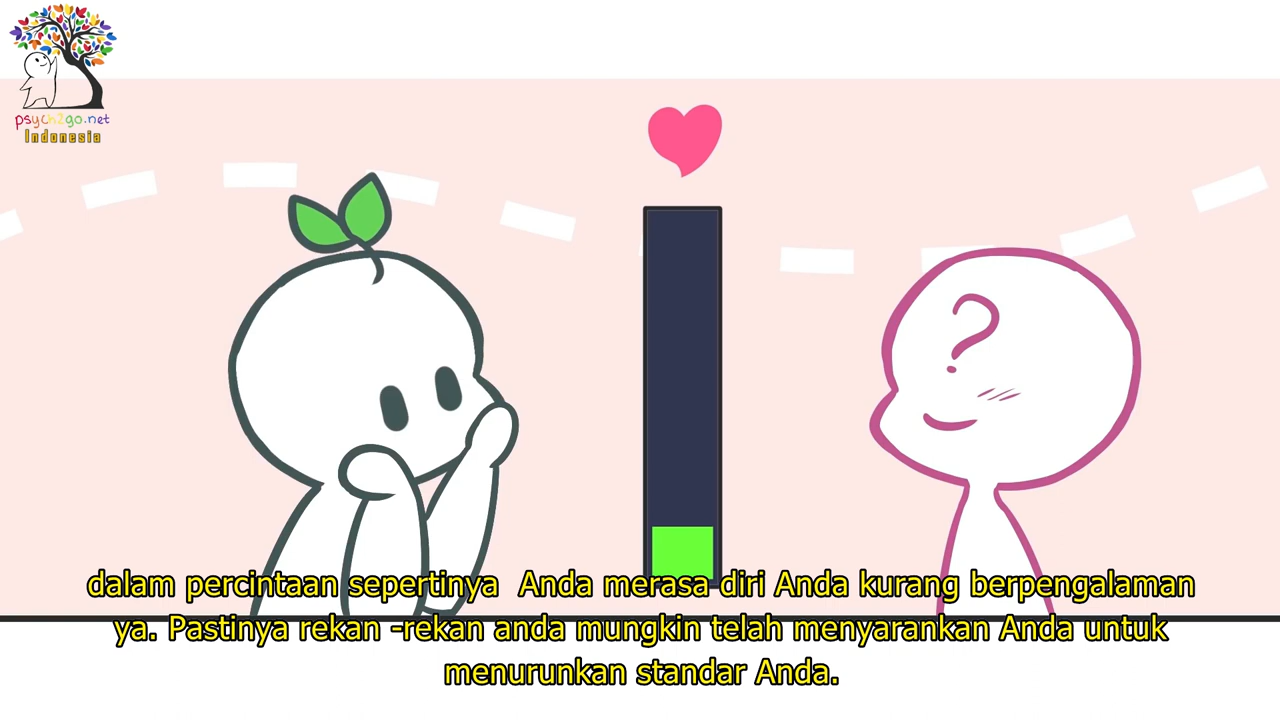 psych2go.net
Indonesia
?
dalam percintaan sepertinya  Anda merasa diri Anda kurang berpengalaman
ya. Pastinya rekan -rekan anda mungkin telah menyarankan Anda untuk
menurunkan standar Anda.